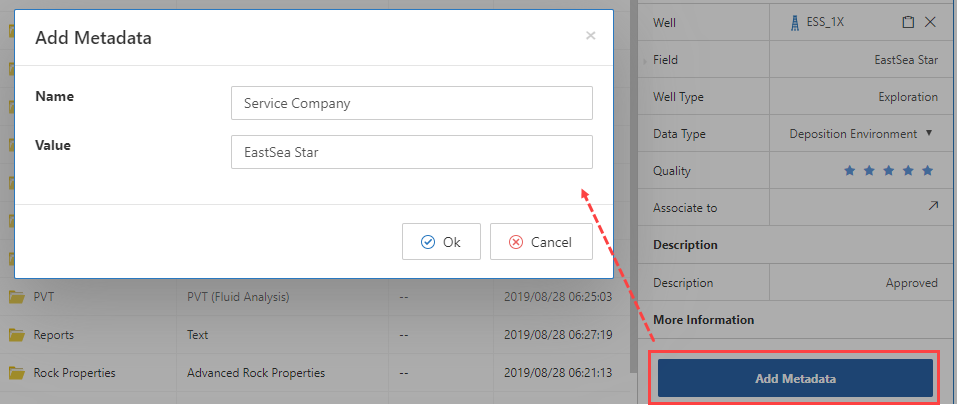 Add Metadata
×
Name
Service Company
Value
EastSea Star
Ok
Cancel
PVT PVT (Fluid Analysis) -- 2019/08/28 06:25:03
Reports Text -- 2019/08/28 06:27:19
Rock Properties Advanced Rock Properties -- 2019/08/28 06:21:13
Well ESS_1X
Field EastSea Star
Well Type Exploration
Data Type Deposition Environment
Quality
Associate to
Description
Description Approved
More Information
Add Metadata